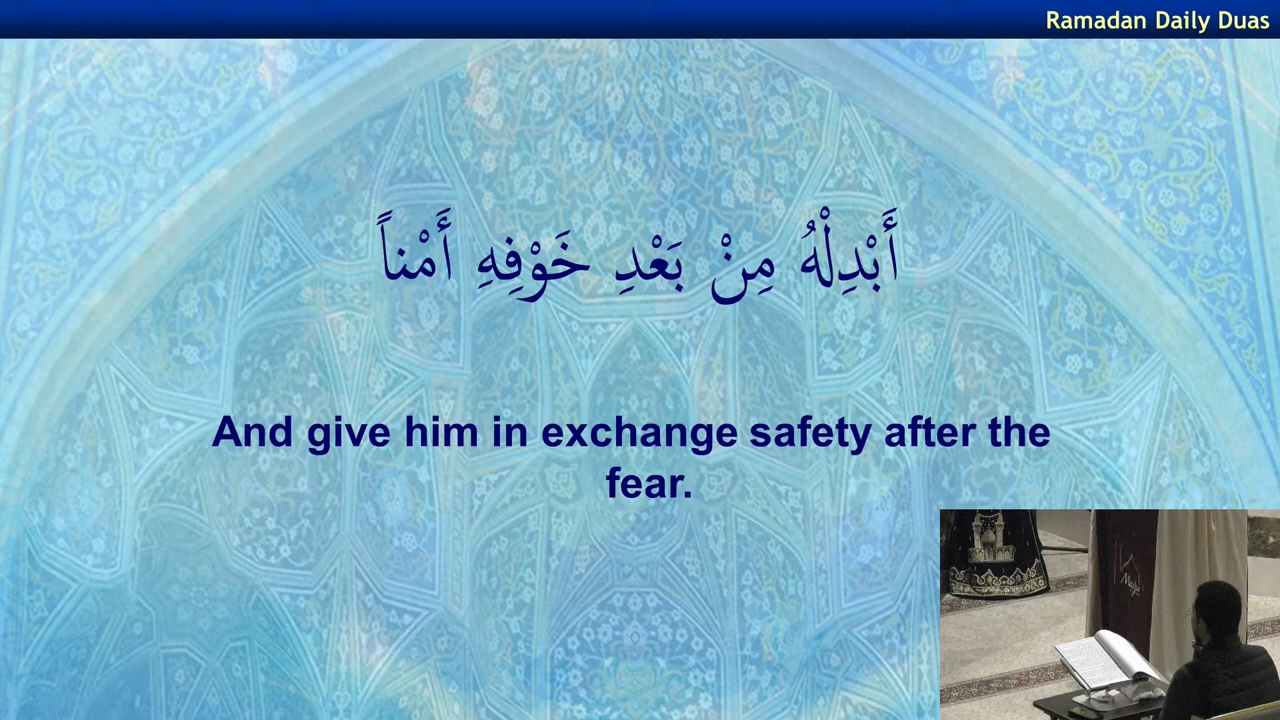 Ramadan Daily Duas
أَبْدِلْهُ مِنْ بَعْدِ خَوْفِهِ أَمْناً
And give him in exchange safety after the
fear.